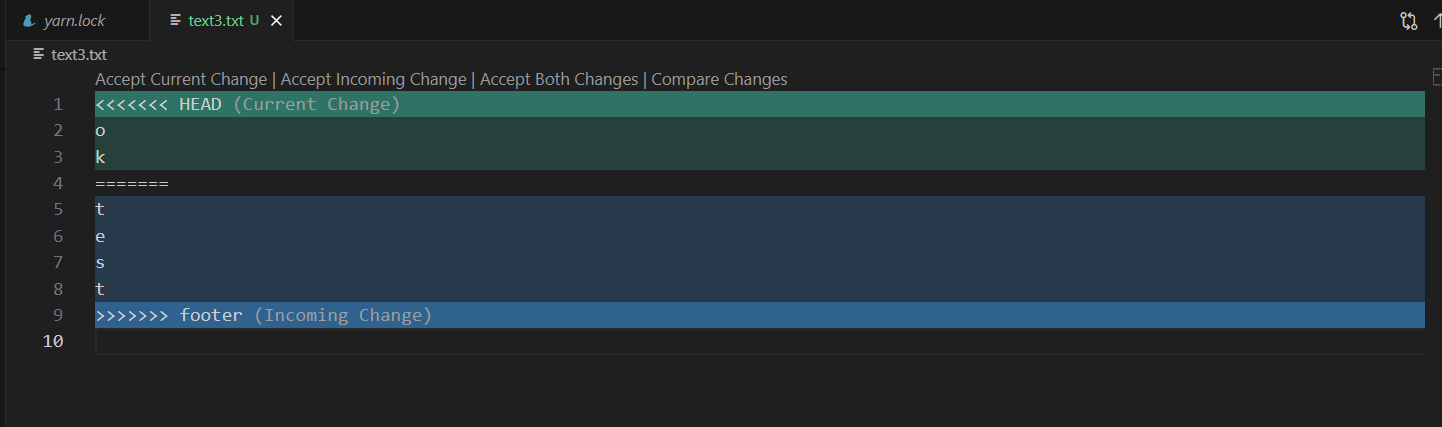 yarn.lock text3.txt U
text3.txt
Accept Current Change | Accept Incoming Change | Accept Both Changes | Compare Changes
1 <<<<<<< HEAD (Current Change)
2 o
3 k
4 =======
5 t
6 e
7 s
8 t
9 >>>>>>> footer (Incoming Change)
10